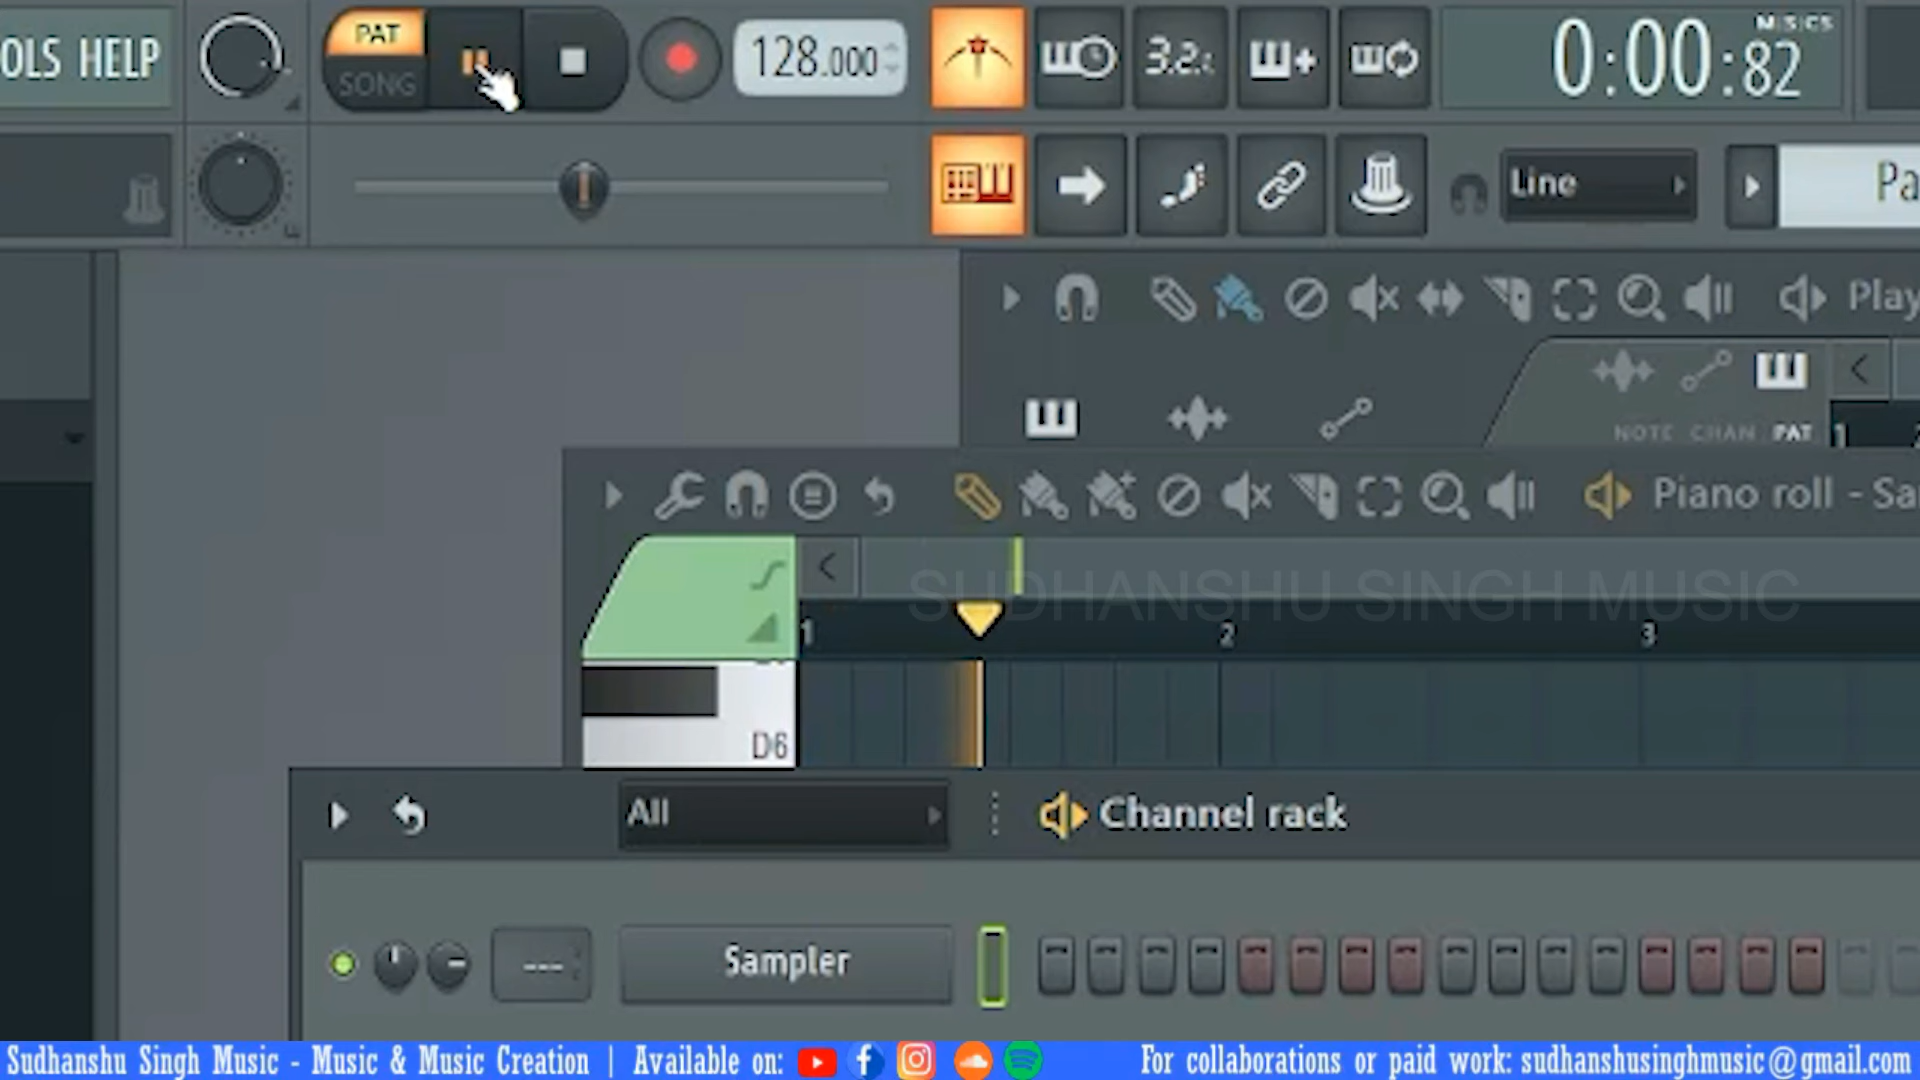 OLS HELP
PAT
SONG
128.000
3.2.
M:S:CS
0:00:82
Line
Pa
Play
NOTE CHAN PAT
1
Piano roll - Sa
SUDHANSHU SINGH MUSIC
1 2 3
D6
All
Channel rack
---
Sampler
Sudhanshu Singh Music - Music & Music Creation | Available on:
For collaborations or paid work: sudhanshusinghmusic@gmail.com